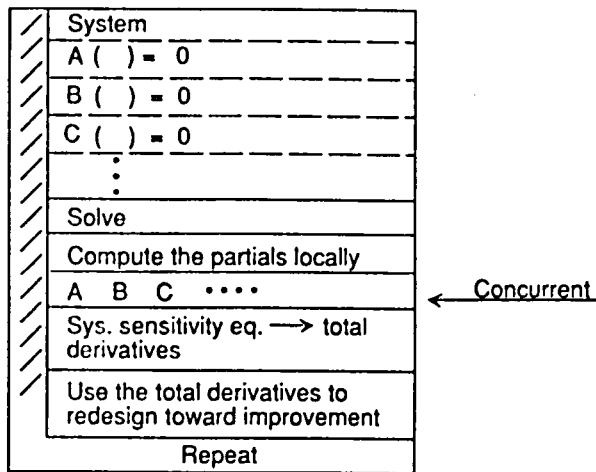 System
A ( ) = 0
B ( ) = 0
C ( ) = 0
Solve
Compute the partials locally
A B C ····
Concurrent
Sys. sensitivity eq. → total
derivatives
Use the total derivatives to
redesign toward improvement
Repeat